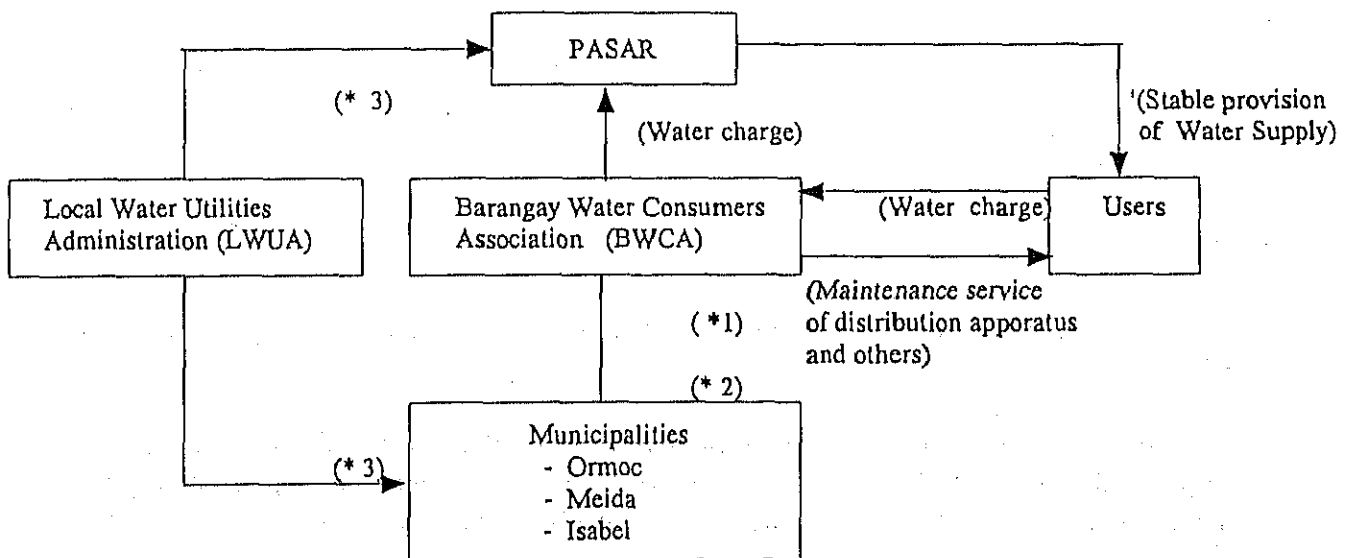 PASAR
(* 3)
(Water charge)
'(Stable provision
of Water Supply)
Local Water Utilities
Administration (LWUA)
Barangay Water Consumers
Association (BWCA)
(Water charge)
Users
(Maintenance service
of distribution apporatus
and others)
( *1)
(* 2)
Municipalities
- Ormoc
- Meida
- Isabel
(* 3)